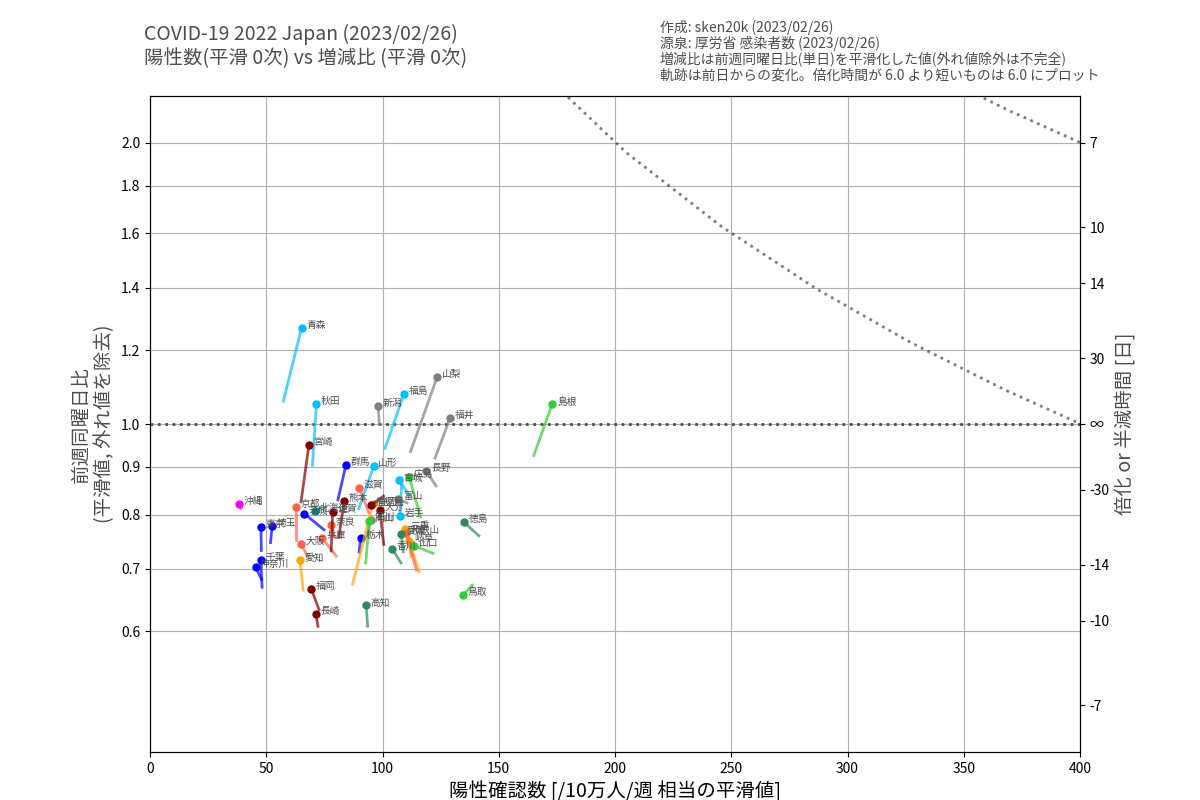 COVID-19 2022 Japan (2023/02/26)
陽性数(平滑 0次) vs 増減比 (平滑 0次)
作成: sken20k (2023/02/26)
源泉: 厚労省 感染者数 (2023/02/26)
増減比は前週同曜日比(単日)を平滑化した値(外れ値除外は不完全)
軌跡は前日からの変化。倍化時間が 6.0 より短いものは 6.0 にプロット
前週同曜日比
(平滑値, 外れ値を除去)
2.0
1.8
1.6
1.4
1.2
1.0
0.9
0.8
0.7
0.6
7
10
14
30
∞
-30
-14
-10
-7
倍化 or 半減時間 [日]
青森
山梨
福島
秋田
新潟
島根
福井
宮崎
群馬
山形
長野
滋賀
宮城
富山
熊本
沖縄
京都
岩手
徳島
埼玉
奈良
兵庫
栃木
大阪
山口
千葉
神奈川
愛知
福岡
鳥取
高知
長崎
0
50
100
150
200
250
300
350
400
陽性確認数 [/10万人/週 相当の平滑値]